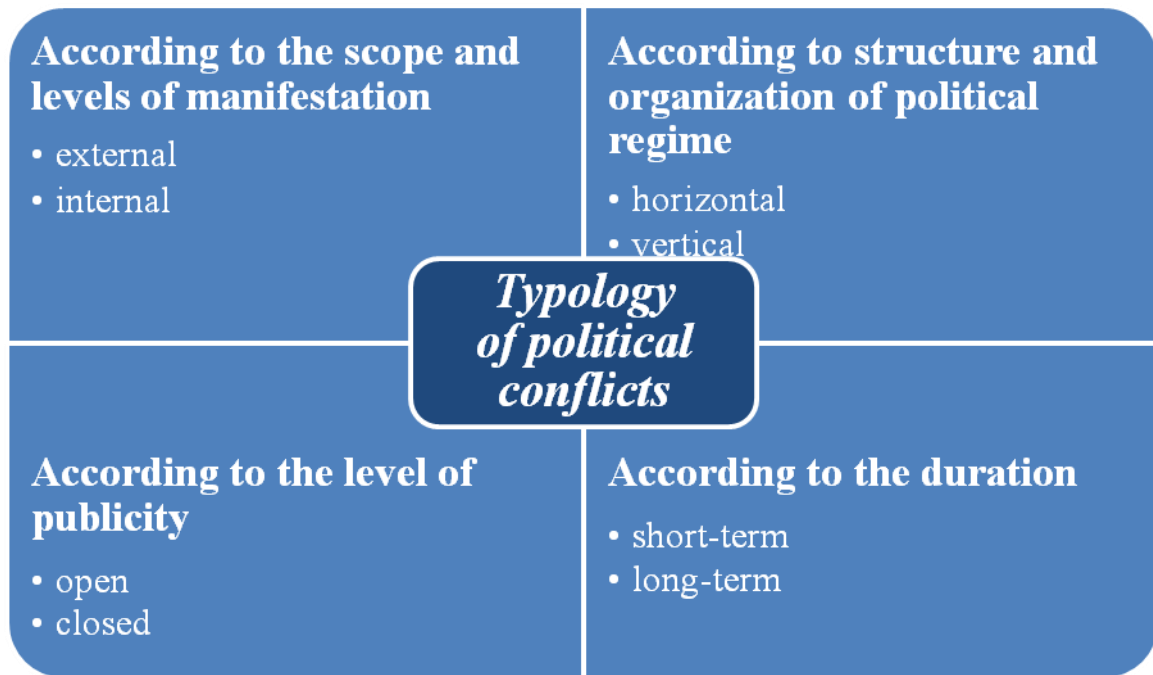 According to the scope and
levels of manifestation
• external
• internal
According to structure and
organization of political
regime
• horizontal
• vertical
Typology
of political
conflicts
According to the level of
publicity
• open
• closed
According to the duration
• short-term
• long-term